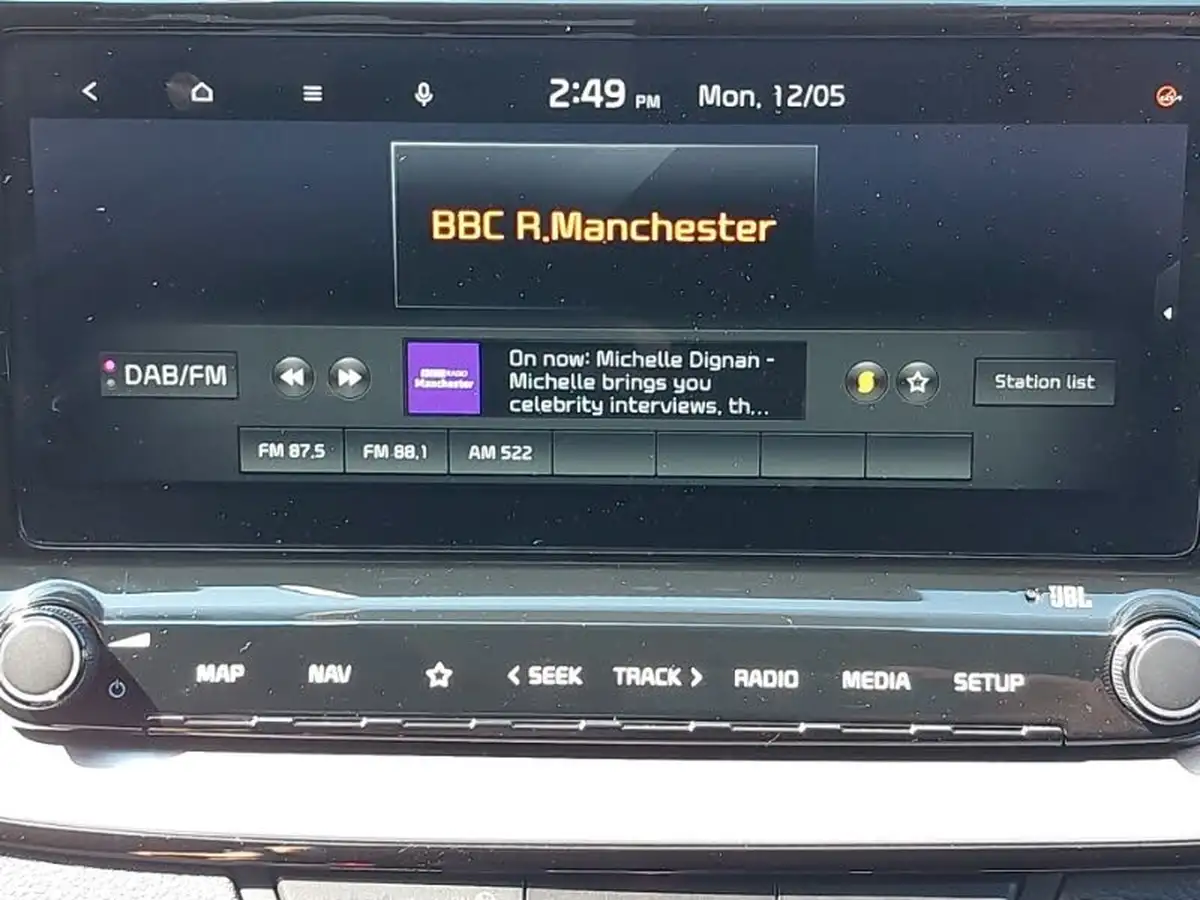 2:49 PM Mon, 12/05
BBC R.Manchester
DAB/FM
RADIO
Manchester
On now: Michelle Dignan -
Michelle brings you
celebrity interviews, th...
Station list
FM 87.5 FM 88.1 AM 522
JBL
MAP NAV < SEEK TRACK > RADIO MEDIA SETUP